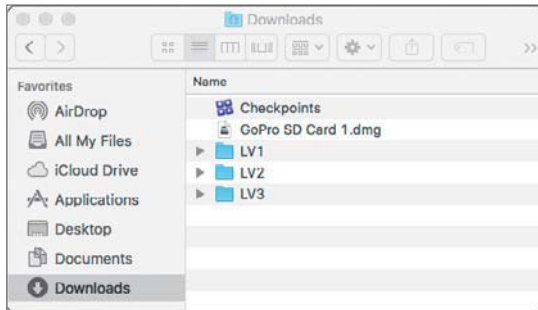 Downloads
Favorites
AirDrop
All My Files
iCloud Drive
Applications
Desktop
Documents
Downloads
Name
Checkpoints
GoPro SD Card 1.dmg
LV1
LV2
LV3